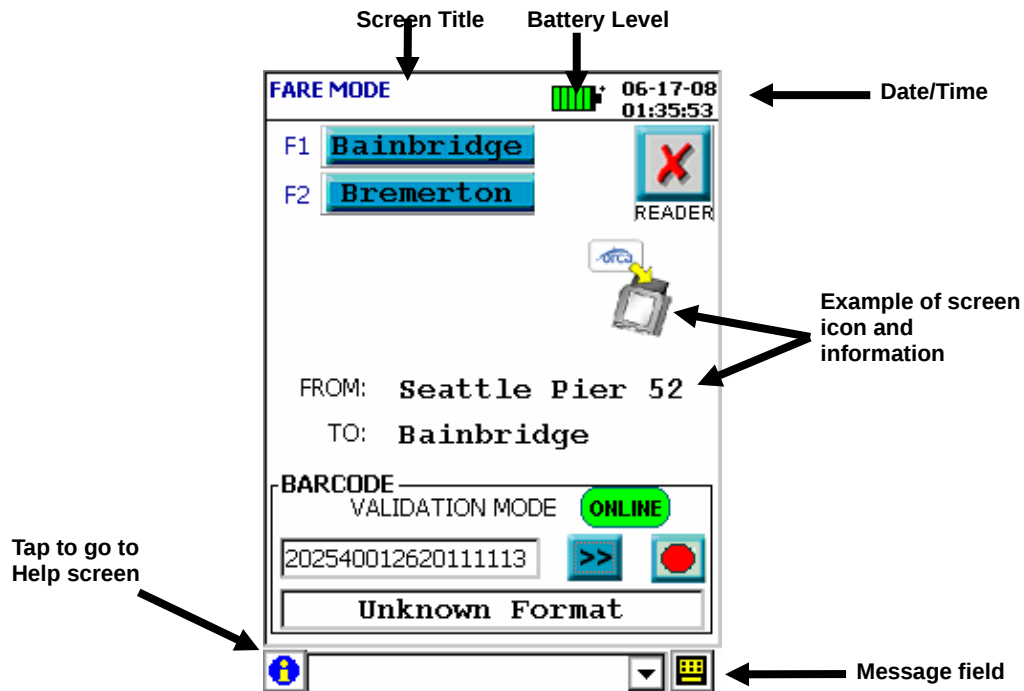 Screen Title
Battery Level
FARE MODE
06-17-08
01:35:53
Date/Time
F1 Bainbridge
F2 Bremerton
READER
orca
Example of screen
icon and
information
FROM: Seattle Pier 52
TO: Bainbridge
BARCODE
VALIDATION MODE ONLINE
Tap to go to
Help screen
202540012620111113 >>
Unknown Format
Message field